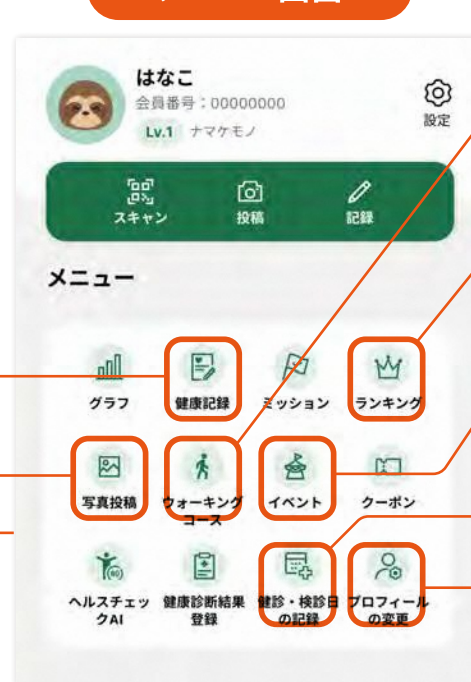 はなこ
会員番号：00000000
Lv.1 ナマケモノ
設定
スキャン
投稿
記録
メニュー
グラフ
健康記録
ミッション
ランキング
写真投稿
ウォーキング
コース
イベント
クーポン
ヘルスチェッ
クAI
健康診断結果
登録
健診・検診日
の記録
プロフィール
の変更